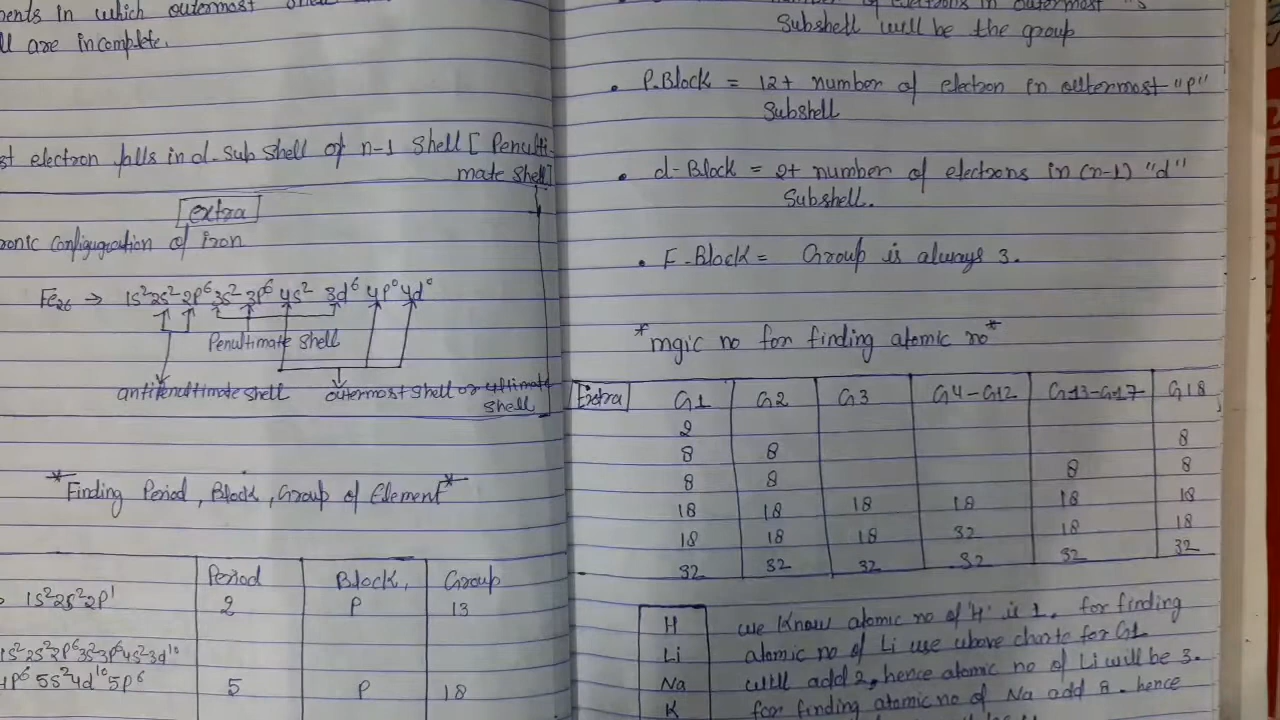 ments in which outermost shell
ll are incomplete.
st electron falls in d-sub shell of n-1 shell [Penulti-
mate shell]
[extra]
ronic configuration of iron
Fe26 → 1s² 2s² 2p⁶ 3s² 3p⁶ 4s² 3d⁶ 4p⁰ 4d⁰
Penultimate shell
antipenultimate shell outermost shell or ultimate
shell
*Finding Period, Block, Group of Element*
Period Block, Group
1s² 2s² 2p¹ 2 P 13
1s² 2s² 2p⁶ 3s² 3p⁶ 4s² 3d¹⁰
4p⁶ 5s² 4d¹⁰ 5p⁶ 5 P 18
number of electrons in outermost "s"
Subshell will be the group
• P.Block = 12+ number of electron in outermost "p"
Subshell
• d-Block = 2+ number of electrons in (n-1) "d"
Subshell.
• F-Block = Group is always 3.
*mgic no for finding atomic no*
Extra G1 G2 G3 G4-G12 G13-G17 G18
2
8 8 8
8 8 8 8
18 18 18 18 18 18
18 18 18 32 18 18
32 32 32 32 32 32
H we know atomic no of 'H' is 1. for finding
Li atomic no of Li use above charte for G1
Na will add 2, hence atomic no of Li will be 3.
K for finding atomic no of Na add 8. hence